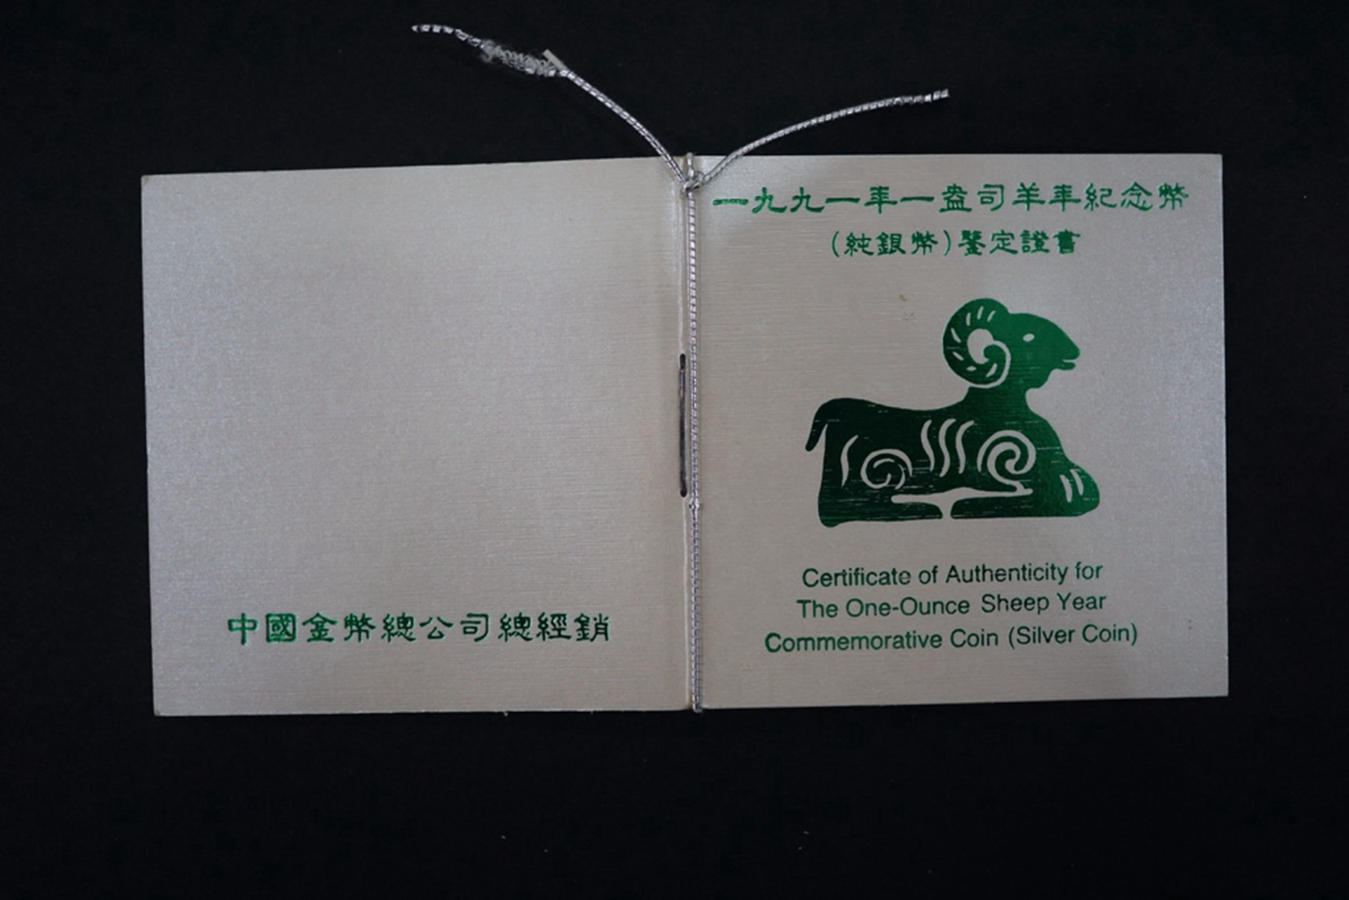 中國金幣總公司總經銷
一九九一年一盎司羊年紀念幣
(純銀幣)鑒定證書
Certificate of Authenticity for
The One-Ounce Sheep Year
Commemorative Coin (Silver Coin)